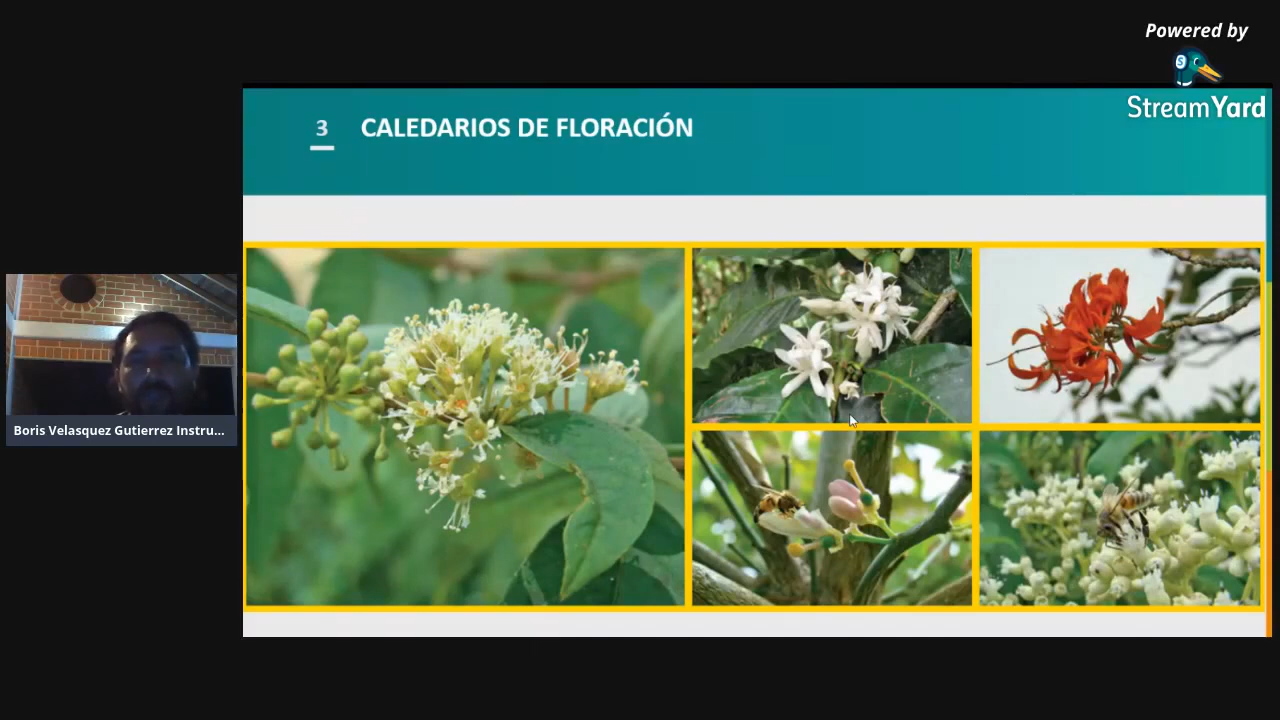 Powered by
StreamYard
3 CALEDARIOS DE FLORACIÓN
Boris Velasquez Gutierrez Instru...